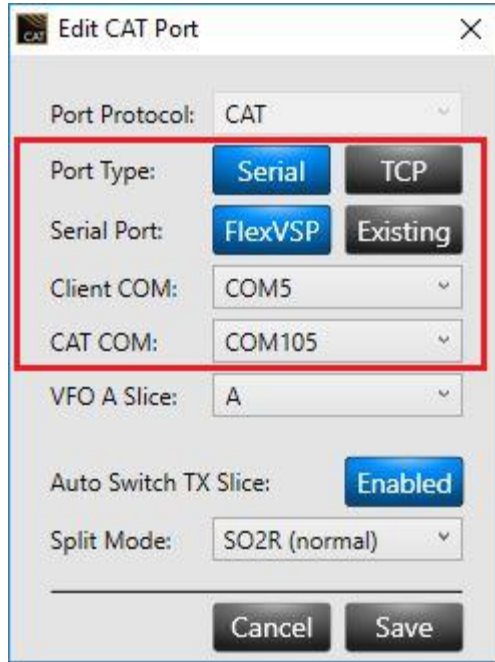 CAT Edit CAT Port
Port Protocol: CAT
Port Type: Serial TCP
Serial Port: FlexVSP Existing
Client COM: COM5
CAT COM: COM105
VFO A Slice: A
Auto Switch TX Slice: Enabled
Split Mode: SO2R (normal)
Cancel Save